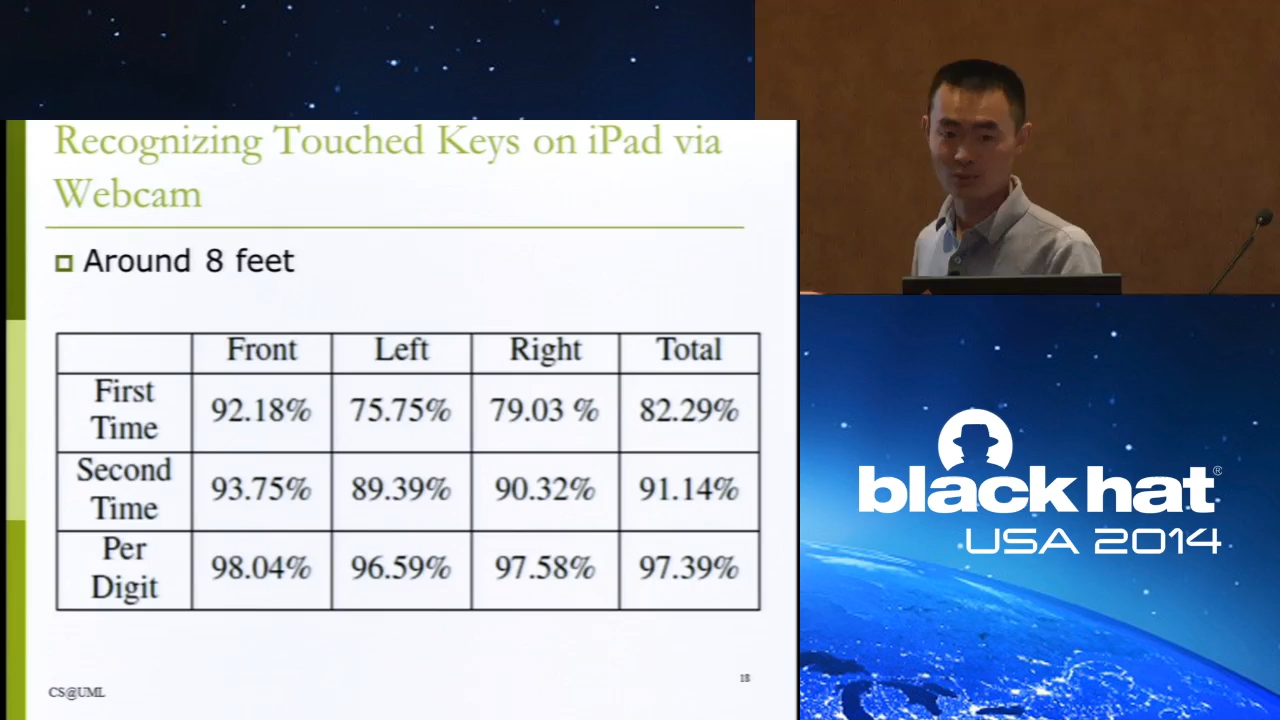 Recognizing Touched Keys on iPad via
Webcam
Around 8 feet
Front Left Right Total
First Time 92.18% 75.75% 79.03 % 82.29%
Second Time 93.75% 89.39% 90.32% 91.14%
Per Digit 98.04% 96.59% 97.58% 97.39%
CS@UML
18
black hat®
USA 2014